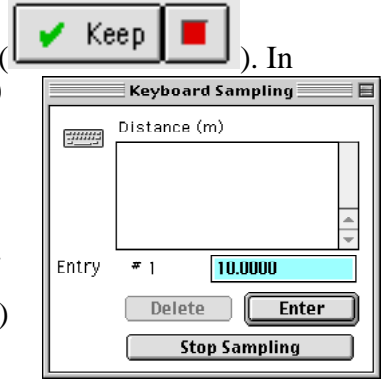 ( Keep ). In
)
Keyboard Sampling
Distance (m)
Entry # 1 10.0000
)
Delete Enter
Stop Sampling